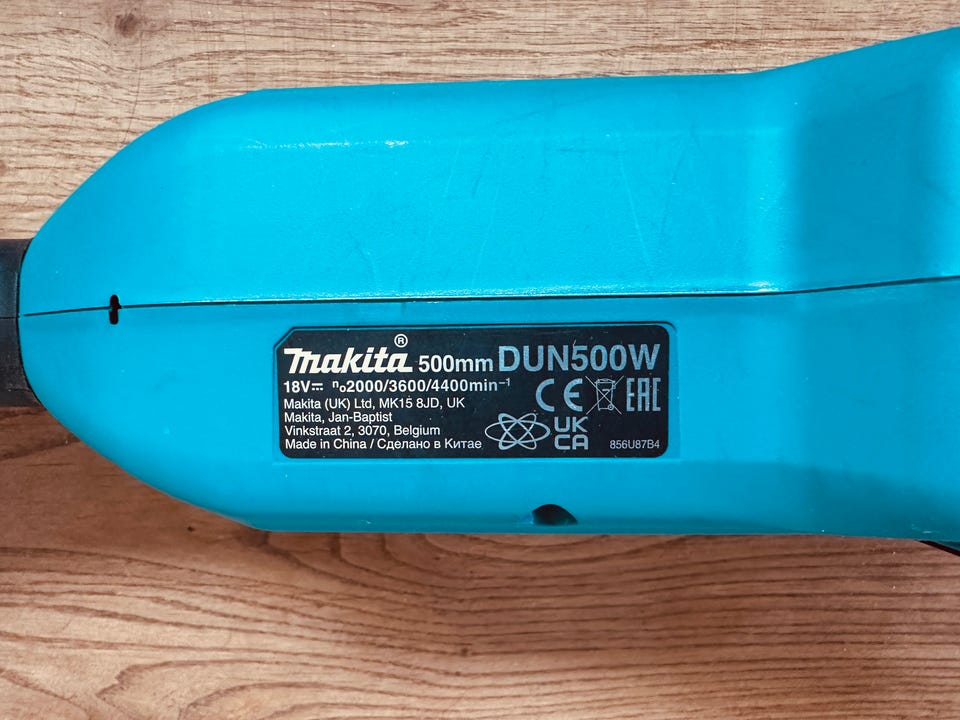 makita® 500mm DUN500W
18V⎓ n₀2000/3600/4400min⁻¹
Makita (UK) Ltd, MK15 8JD, UK
Makita, Jan-Baptist
Vinkstraat 2, 3070, Belgium
Made in China / Сделано в Китае
CE EAC
UK
CA
856U87B4